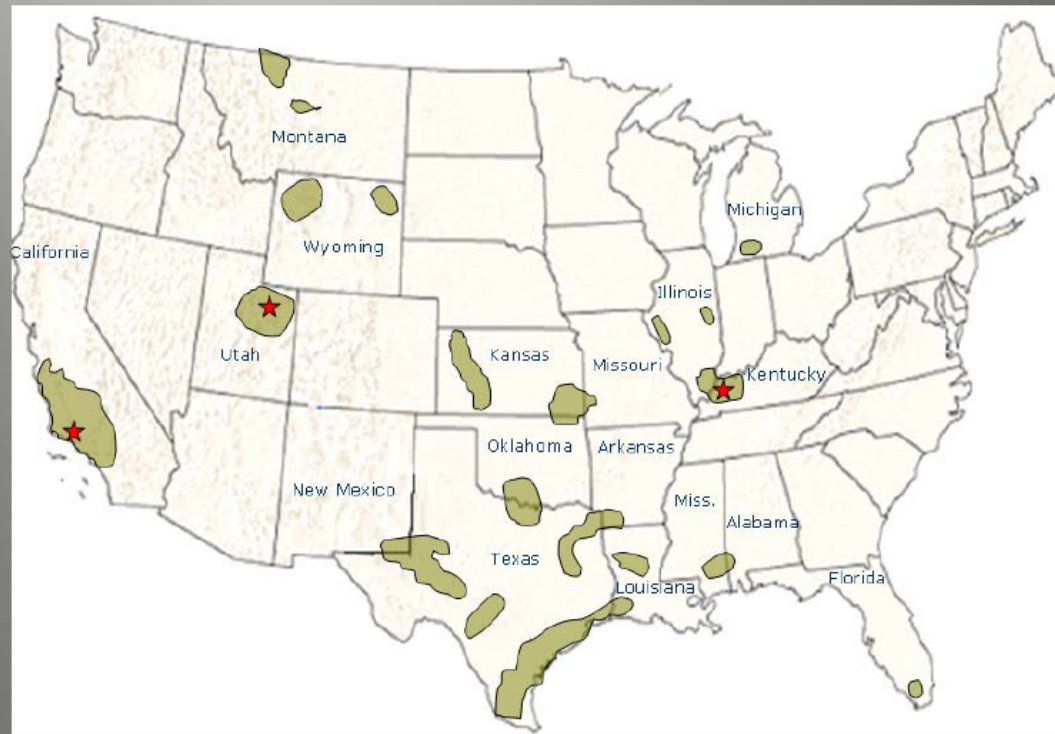 Montana
Michigan
California
Wyoming
Illinois
Utah
Kansas
Missouri
Kentucky
Oklahoma
Arkansas
New Mexico
Miss.
Alabama
Texas
Florida
Louisiana